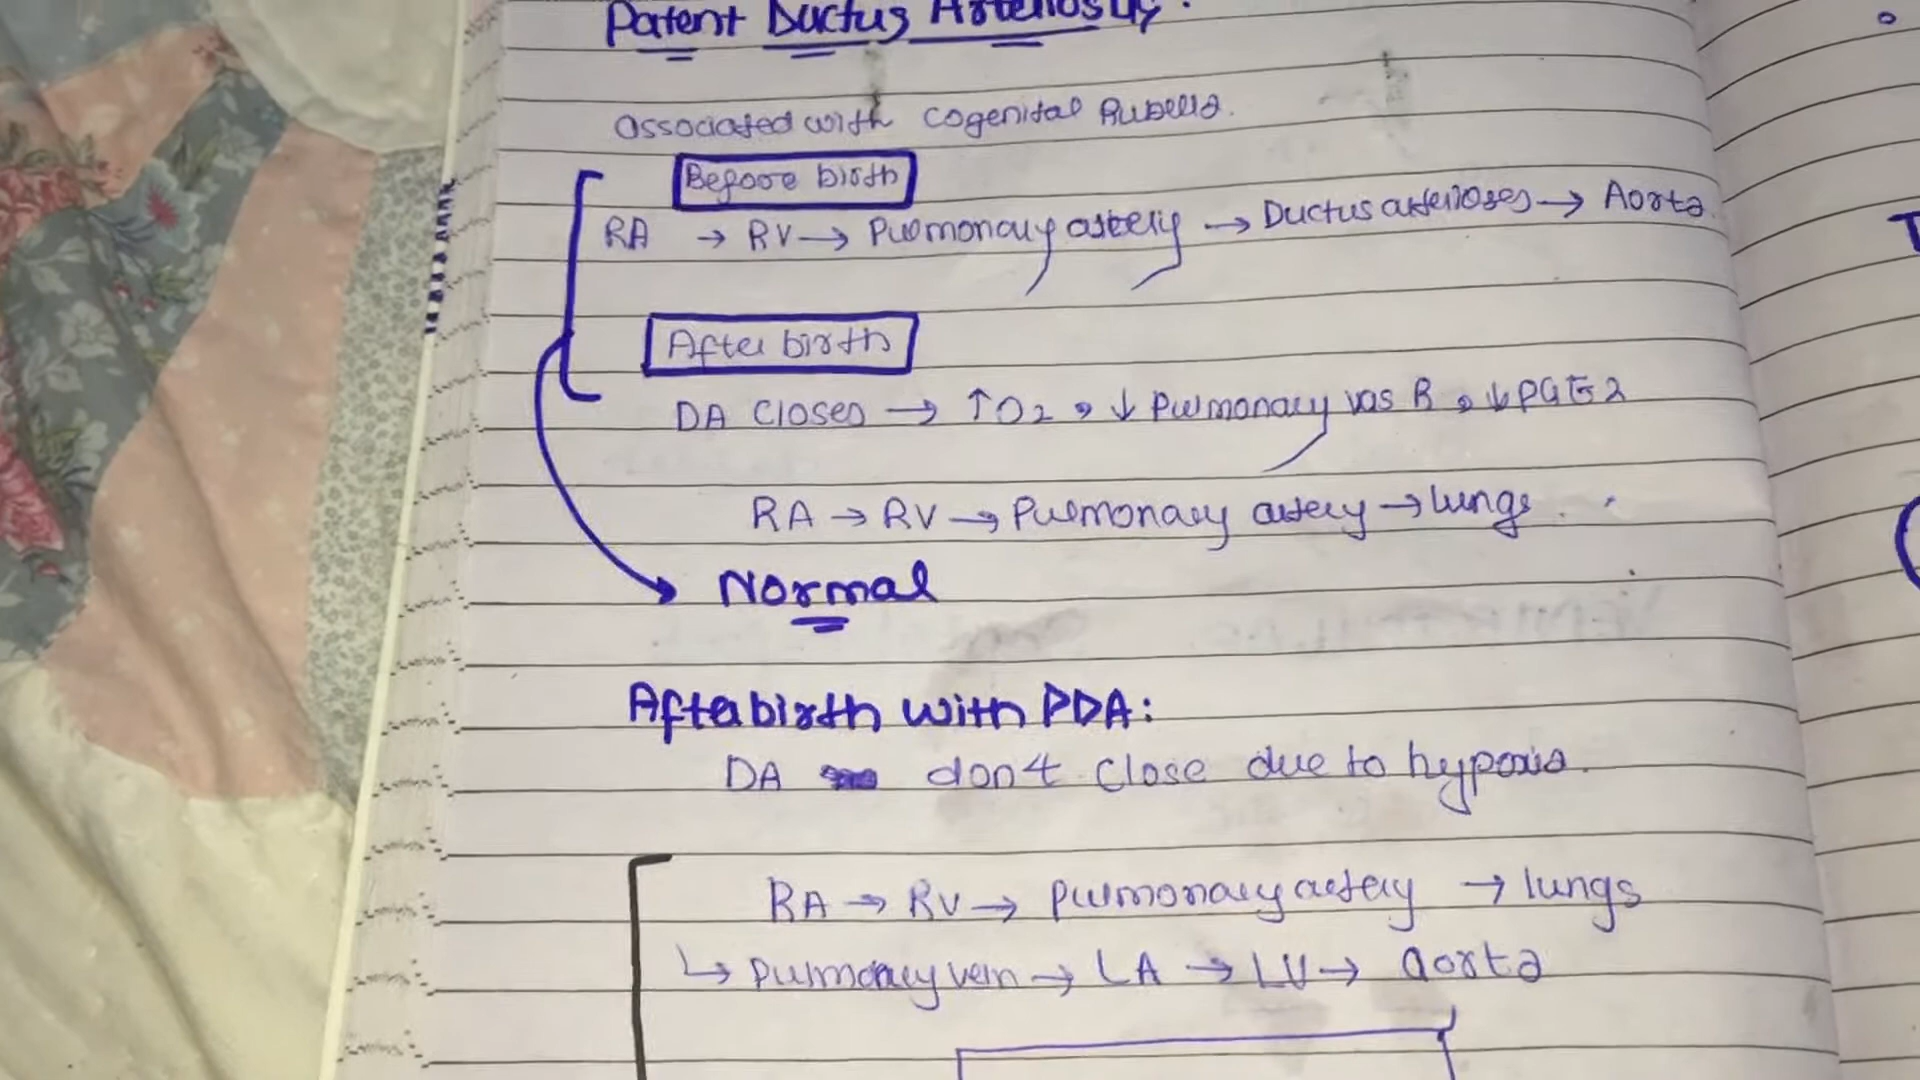 Patent Ductus Arteriosus.
associated with cogenital Rubella.
Before birth
RA → RV → Pulmonary artery → Ductus arterioses → Aorta.
After birth
DA closes → ↑O2, ↓ Pulmonary vas R, ↓PGE2
RA → RV → Pulmonary artery → lungs.
Normal
After birth with PDA:
DA don't close due to hypoxia.
RA → RV → pulmonary artery → lungs
↳ pulmonary vein → LA → LV → aorta